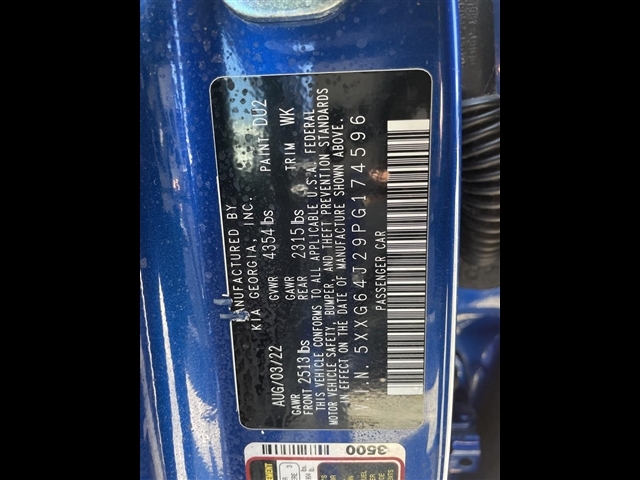 MANUFACTURED BY
KIA GEORGIA, INC.
AUG/03/22 GVWR 4354 lbs PAINT DU2
GAWR FRONT 2513 lbs GAWR REAR 2315 lbs TRIM WK
THIS VEHICLE CONFORMS TO ALL APPLICABLE U.S.A. FEDERAL
MOTOR VEHICLE SAFETY, BUMPER, AND THEFT PREVENTION STANDARDS
IN EFFECT ON THE DATE OF MANUFACTURE SHOWN ABOVE.
V.I.N. 5XXG64J29PG174596
PASSENGER CAR
3500